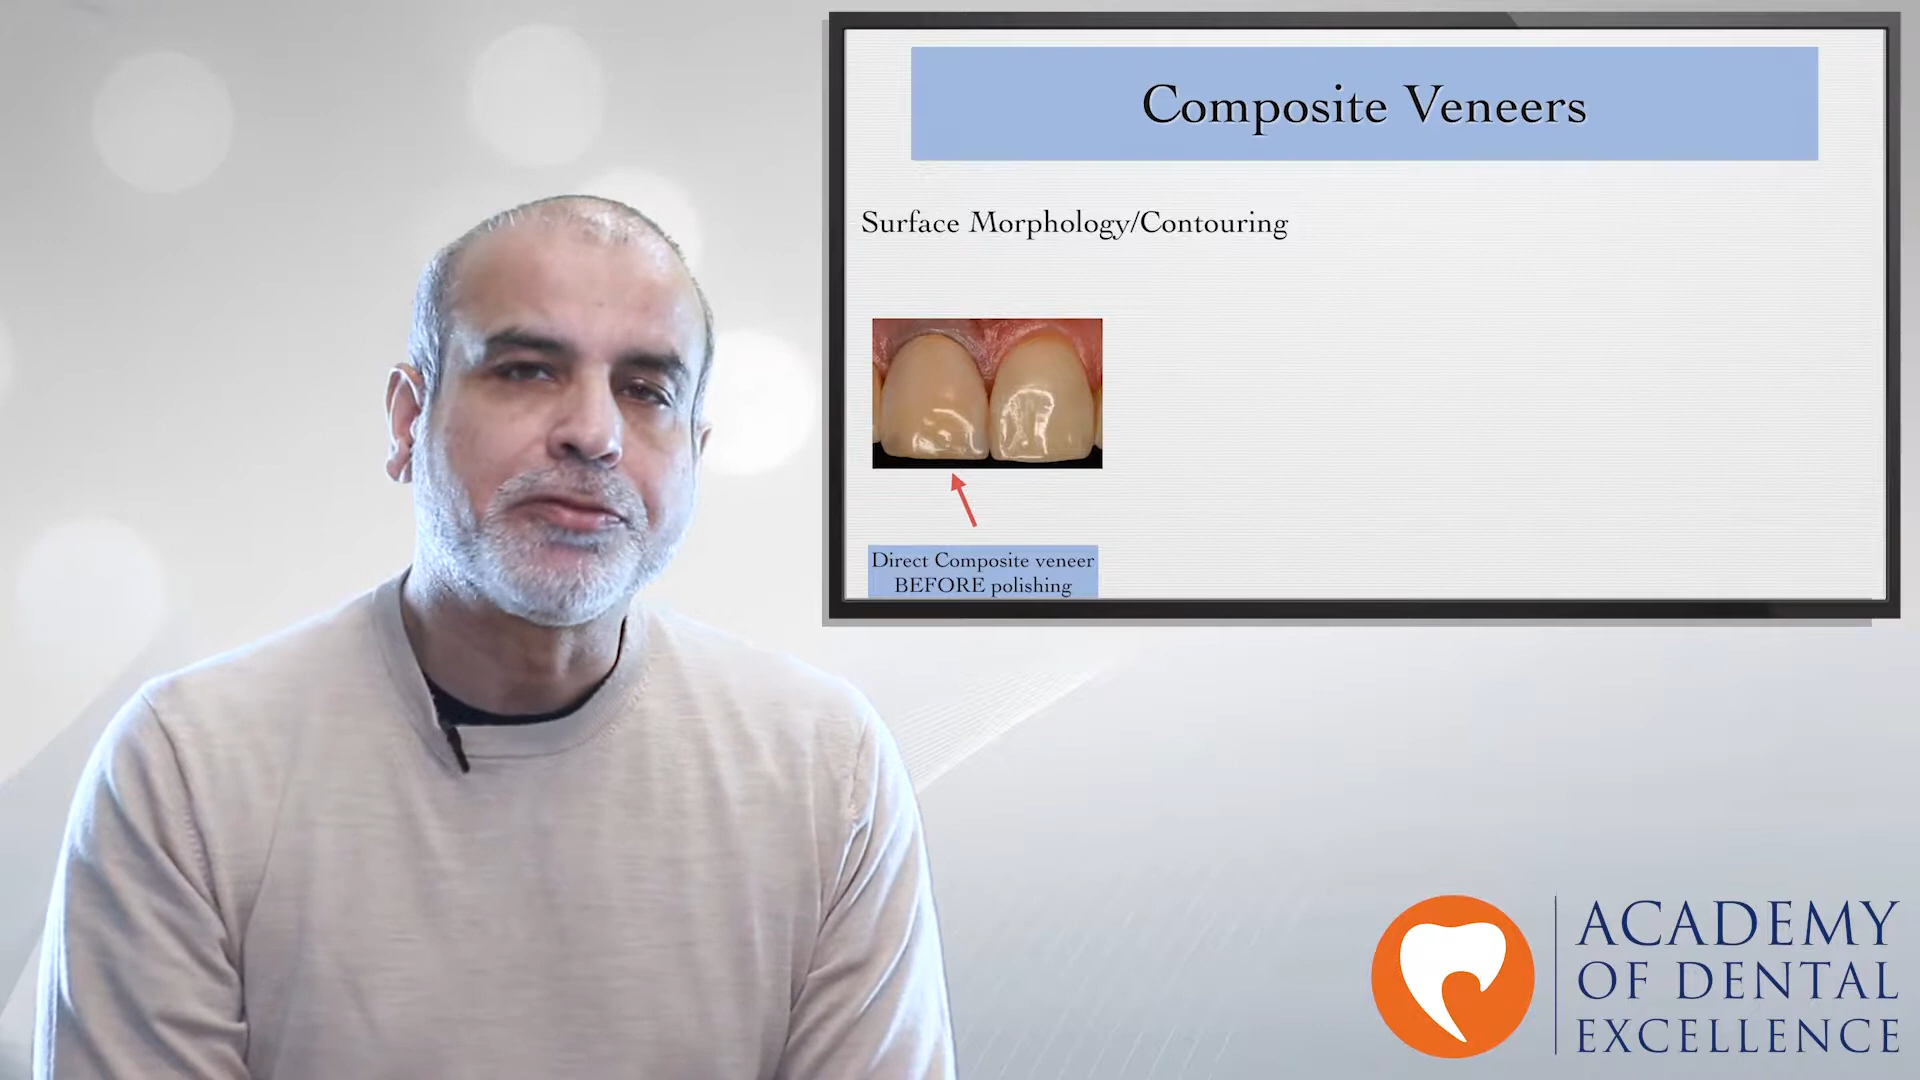 Composite Veneers
Surface Morphology/Contouring
Direct Composite veneer
BEFORE polishing
ACADEMY
OF DENTAL
EXCELLENCE